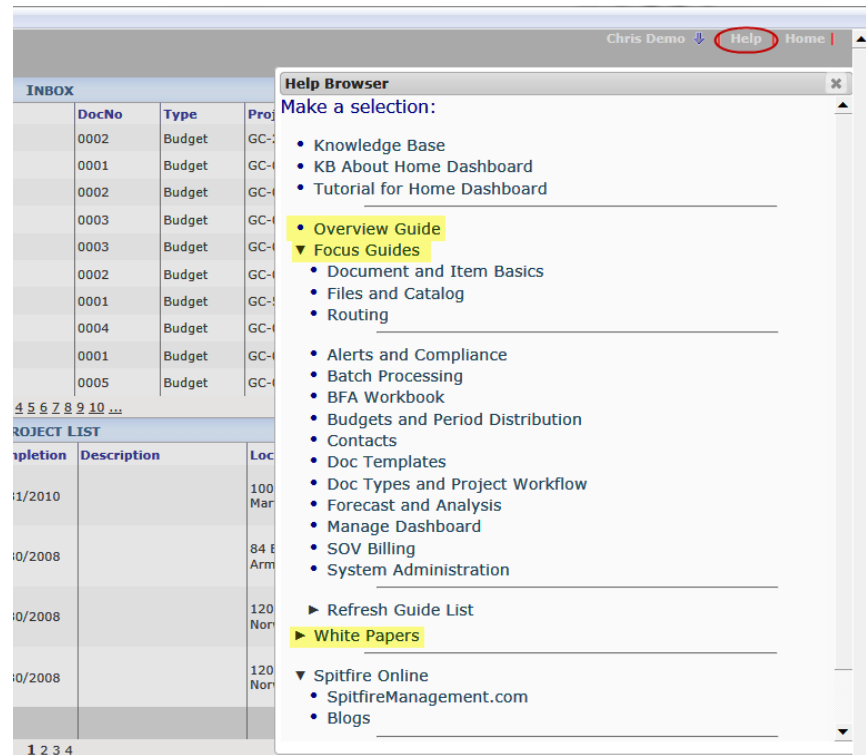 Chris Demo | Help | Home |
INBOX
DocNo Type
0002 Budget
0001 Budget
0002 Budget
0003 Budget
0003 Budget
0002 Budget
0001 Budget
0004 Budget
0001 Budget
0005 Budget
4 5 6 7 8 9 10 ...
LIST
Description
84
120
120
1 2 3 4
Help Browser
Make a selection:
• Knowledge Base
• KB About Home Dashboard
• Tutorial for Home Dashboard
• Overview Guide
▼ Focus Guides
• Document and Item Basics
• Files and Catalog
• Routing
• Alerts and Compliance
• Batch Processing
• BFA Workbook
• Budgets and Period Distribution
• Contacts
• Doc Templates
• Doc Types and Project Workflow
• Forecast and Analysis
• Manage Dashboard
• SOV Billing
• System Administration
► Refresh Guide List
► White Papers
▼ Spitfire Online
• SpitfireManagement.com
• Blogs